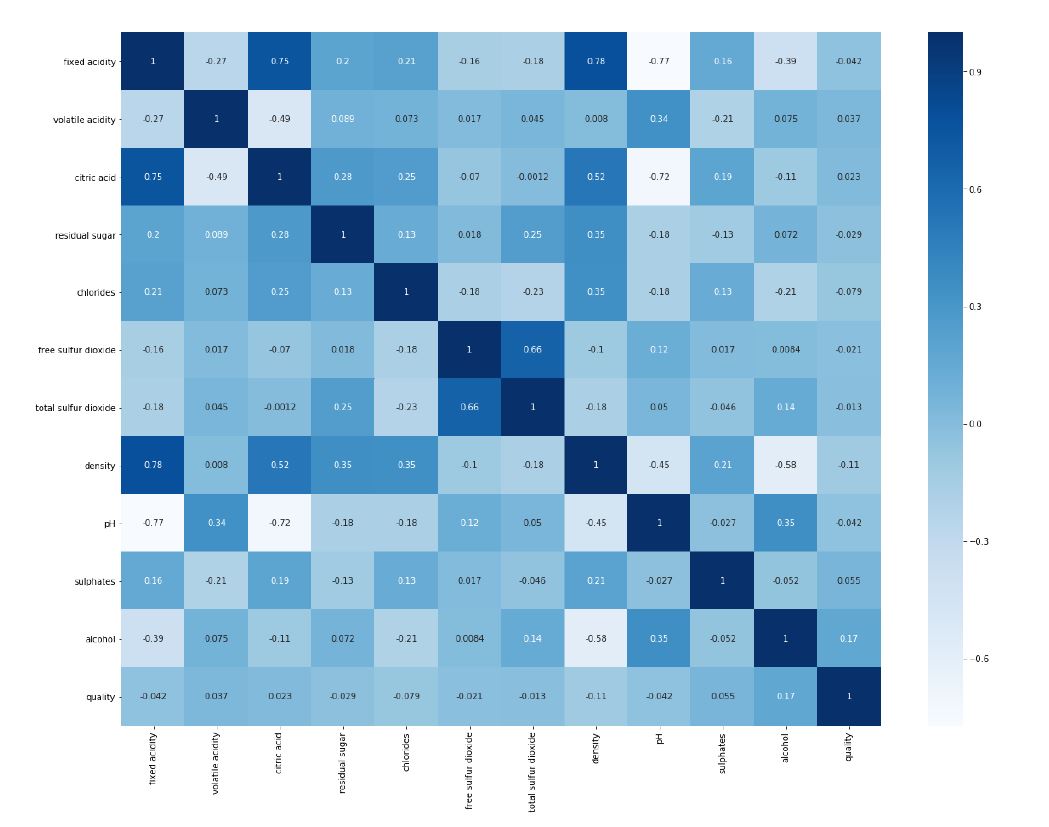 fixed acidity 1 -0.27 0.75 0.2 0.21 -0.16 -0.18 0.78 -0.77 0.16 -0.39 -0.042
volatile acidity -0.27 1 -0.49 0.089 0.073 0.017 0.045 0.008 0.34 -0.21 0.075 0.037
citric acid 0.75 -0.49 1 0.28 0.25 -0.07 -0.0012 0.52 -0.72 0.19 -0.11 0.023
residual sugar 0.2 0.089 0.28 1 0.13 0.018 0.25 0.35 -0.18 -0.13 0.072 -0.029
chlorides 0.21 0.073 0.25 0.13 1 -0.18 -0.23 0.35 -0.18 0.13 -0.21 -0.079
free sulfur dioxide -0.16 0.017 -0.07 0.018 -0.18 1 0.66 -0.1 0.12 0.017 0.0084 -0.021
total sulfur dioxide -0.18 0.045 -0.0012 0.25 -0.23 0.66 1 -0.18 0.05 -0.046 0.14 -0.013
density 0.78 0.008 0.52 0.35 0.35 -0.1 -0.18 1 -0.45 0.21 -0.58 -0.11
pH -0.77 0.34 -0.72 -0.18 -0.18 0.12 0.05 -0.45 1 -0.027 0.35 -0.042
sulphates 0.16 -0.21 0.19 -0.13 0.13 0.017 -0.046 0.21 -0.027 1 -0.052 0.055
alcohol -0.39 0.075 -0.11 0.072 -0.21 0.0084 0.14 -0.58 0.35 -0.052 1 0.17
quality -0.042 0.037 0.023 -0.029 -0.079 -0.021 -0.013 -0.11 -0.042 0.055 0.17 1
fixed acidity
volatile acidity
citric acid
residual sugar
chlorides
free sulfur dioxide
total sulfur dioxide
density
pH
sulphates
alcohol
quality
0.9
0.6
0.3
0.0
−0.3
−0.6